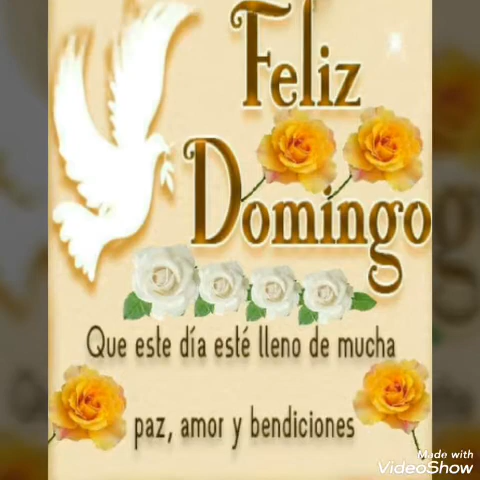 Feliz
Domingo
Que este día esté lleno de mucha
paz, amor y bendiciones
Made with
VideoShow